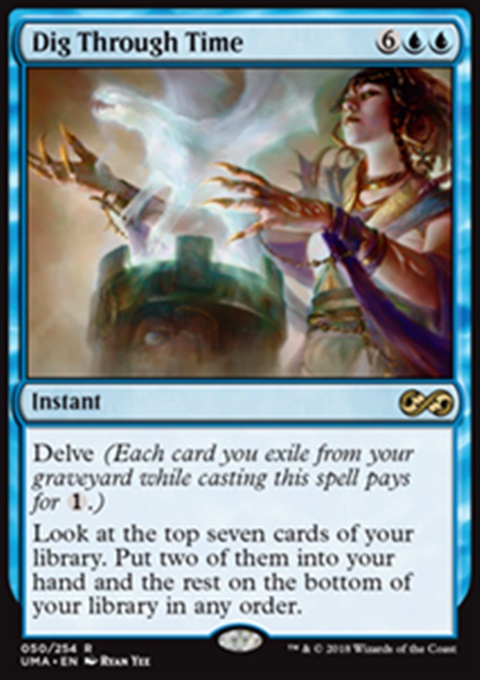 Dig Through Time 6
Instant
Delve (Each card you exile from your
graveyard while casting this spell pays
for 1.)
Look at the top seven cards of your
library. Put two of them into your
hand and the rest on the bottom of
your library in any order.
050/254 R
UMA • EN Ryan Yee
™ & © 2018 Wizards of the Coast